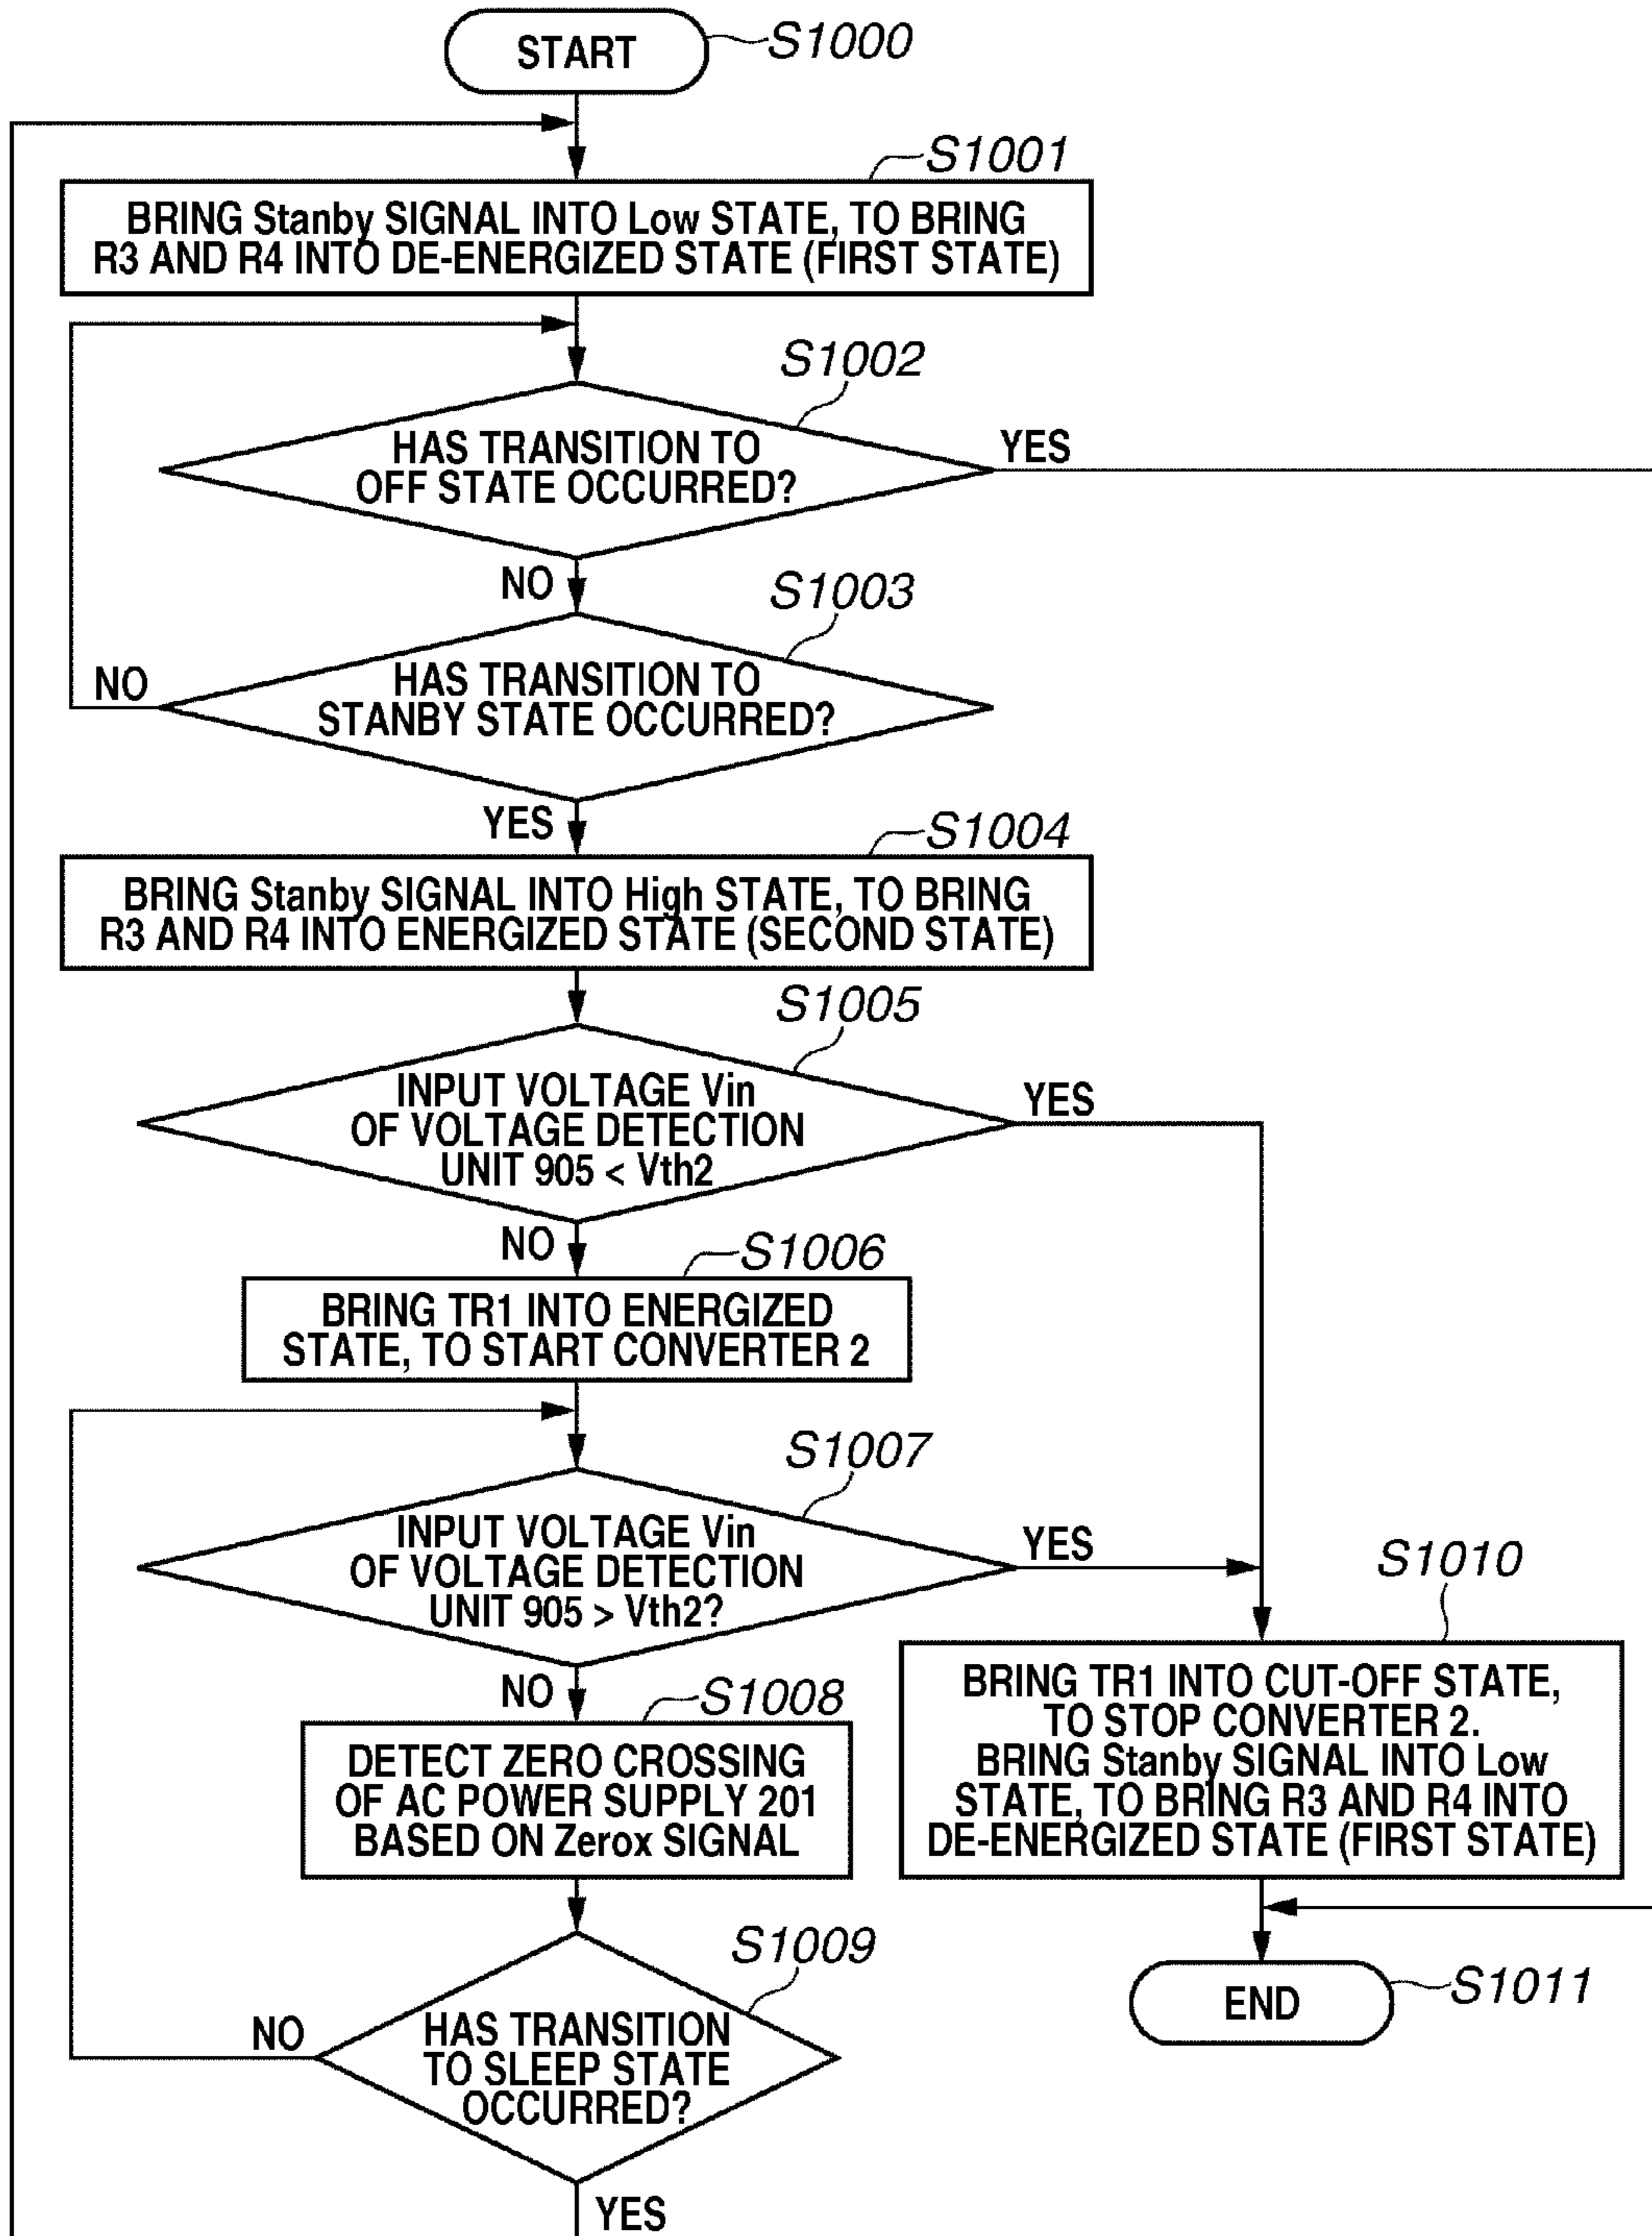 START
S1000
S1001
BRING Stanby SIGNAL INTO Low STATE, TO BRING
R3 AND R4 INTO DE-ENERGIZED STATE (FIRST STATE)
S1002
HAS TRANSITION TO
OFF STATE OCCURRED?
YES
NO
S1003
HAS TRANSITION TO
STANBY STATE OCCURRED?
NO
YES
S1004
BRING Stanby SIGNAL INTO High STATE, TO BRING
R3 AND R4 INTO ENERGIZED STATE (SECOND STATE)
S1005
INPUT VOLTAGE Vin
OF VOLTAGE DETECTION
UNIT 905 < Vth2
YES
NO
S1006
BRING TR1 INTO ENERGIZED
STATE, TO START CONVERTER 2
S1007
INPUT VOLTAGE Vin
OF VOLTAGE DETECTION
UNIT 905 > Vth2?
YES
NO
S1008
DETECT ZERO CROSSING
OF AC POWER SUPPLY 201
BASED ON Zerox SIGNAL
S1010
BRING TR1 INTO CUT-OFF STATE,
TO STOP CONVERTER 2.
BRING Stanby SIGNAL INTO Low
STATE, TO BRING R3 AND R4 INTO
DE-ENERGIZED STATE (FIRST STATE)
S1009
HAS TRANSITION
TO SLEEP STATE
OCCURRED?
NO
YES
END
S1011